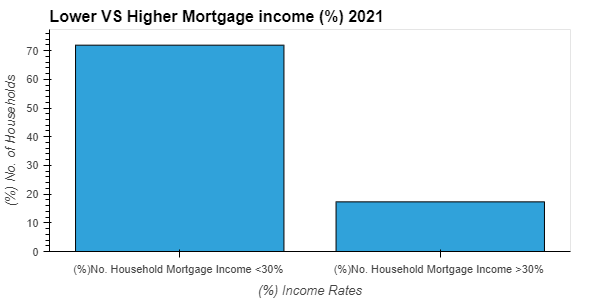 Lower VS Higher Mortgage income (%) 2021
(%) No. of Households
70
60
50
40
30
20
10
0
(%)No. Household Mortgage Income <30%
(%)No. Household Mortgage Income >30%
(%) Income Rates